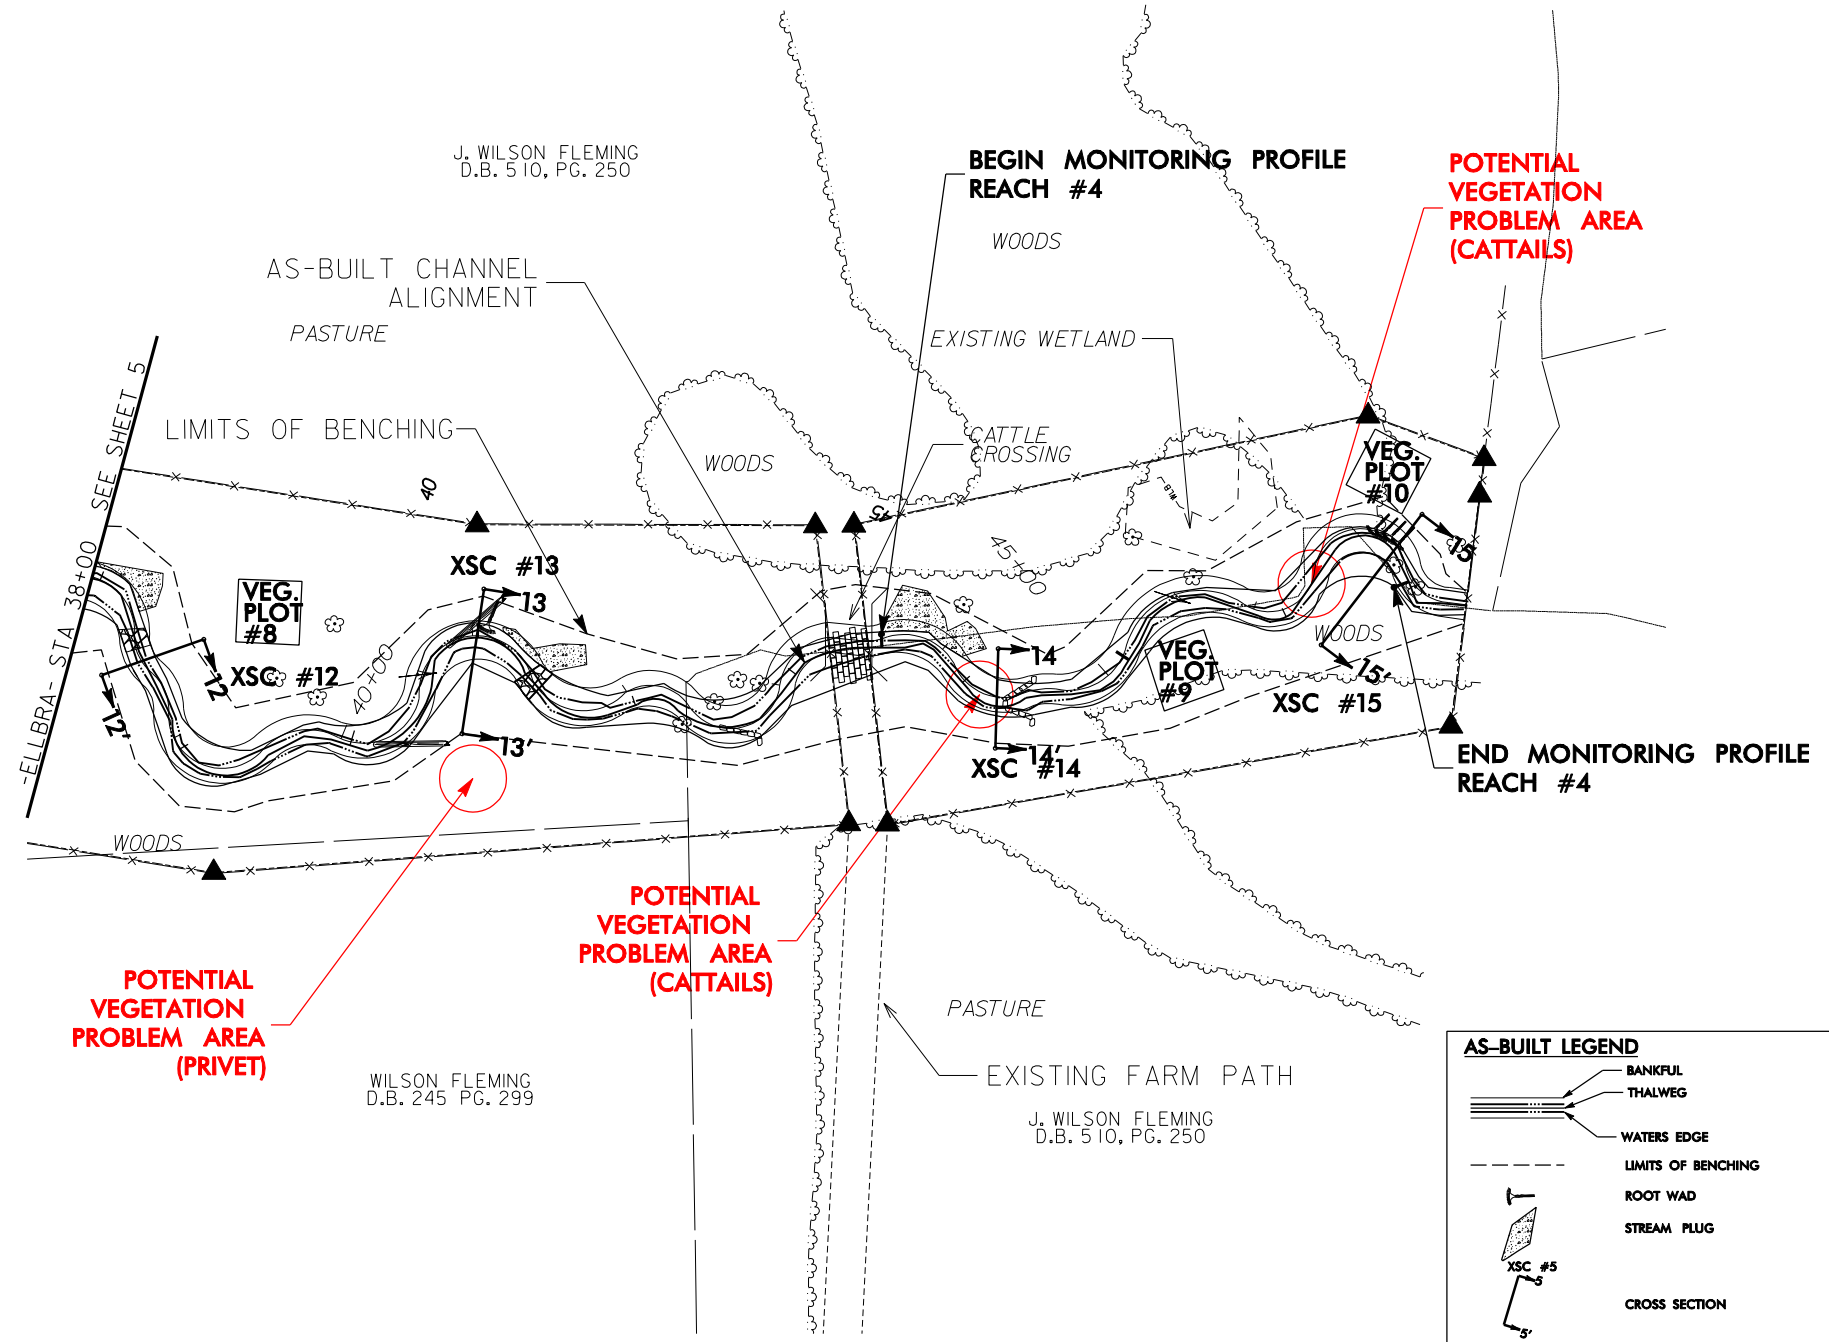 J. WILSON FLEMING
D.B. 510, PG. 250
BEGIN MONITORING PROFILE
REACH #4
POTENTIAL
VEGETATION
PROBLEM AREA
(CATTAILS)
WOODS
AS-BUILT CHANNEL
ALIGNMENT
PASTURE
EXISTING WETLAND
LIMITS OF BENCHING
CATTLE
CROSSING
WOODS
-ELLBRA- STA 38+00 SEE SHEET 5
40
45
45+00
WLB
VEG.
PLOT
#10
XSC #13
13
VEG.
PLOT
#8
XSC #12
12
12'
40+00
13'
14
14'
XSC #14
VEG.
PLOT
#9
WOODS
15
15'
XSC #15
END MONITORING PROFILE
REACH #4
WOODS
POTENTIAL
VEGETATION
PROBLEM AREA
(CATTAILS)
POTENTIAL
VEGETATION
PROBLEM AREA
(PRIVET)
PASTURE
EXISTING FARM PATH
WILSON FLEMING
D.B. 245 PG. 299
J. WILSON FLEMING
D.B. 510, PG. 250
AS-BUILT LEGEND
BANKFUL
THALWEG
WATERS EDGE
LIMITS OF BENCHING
ROOT WAD
STREAM PLUG
XSC #5
5
CROSS SECTION
5'